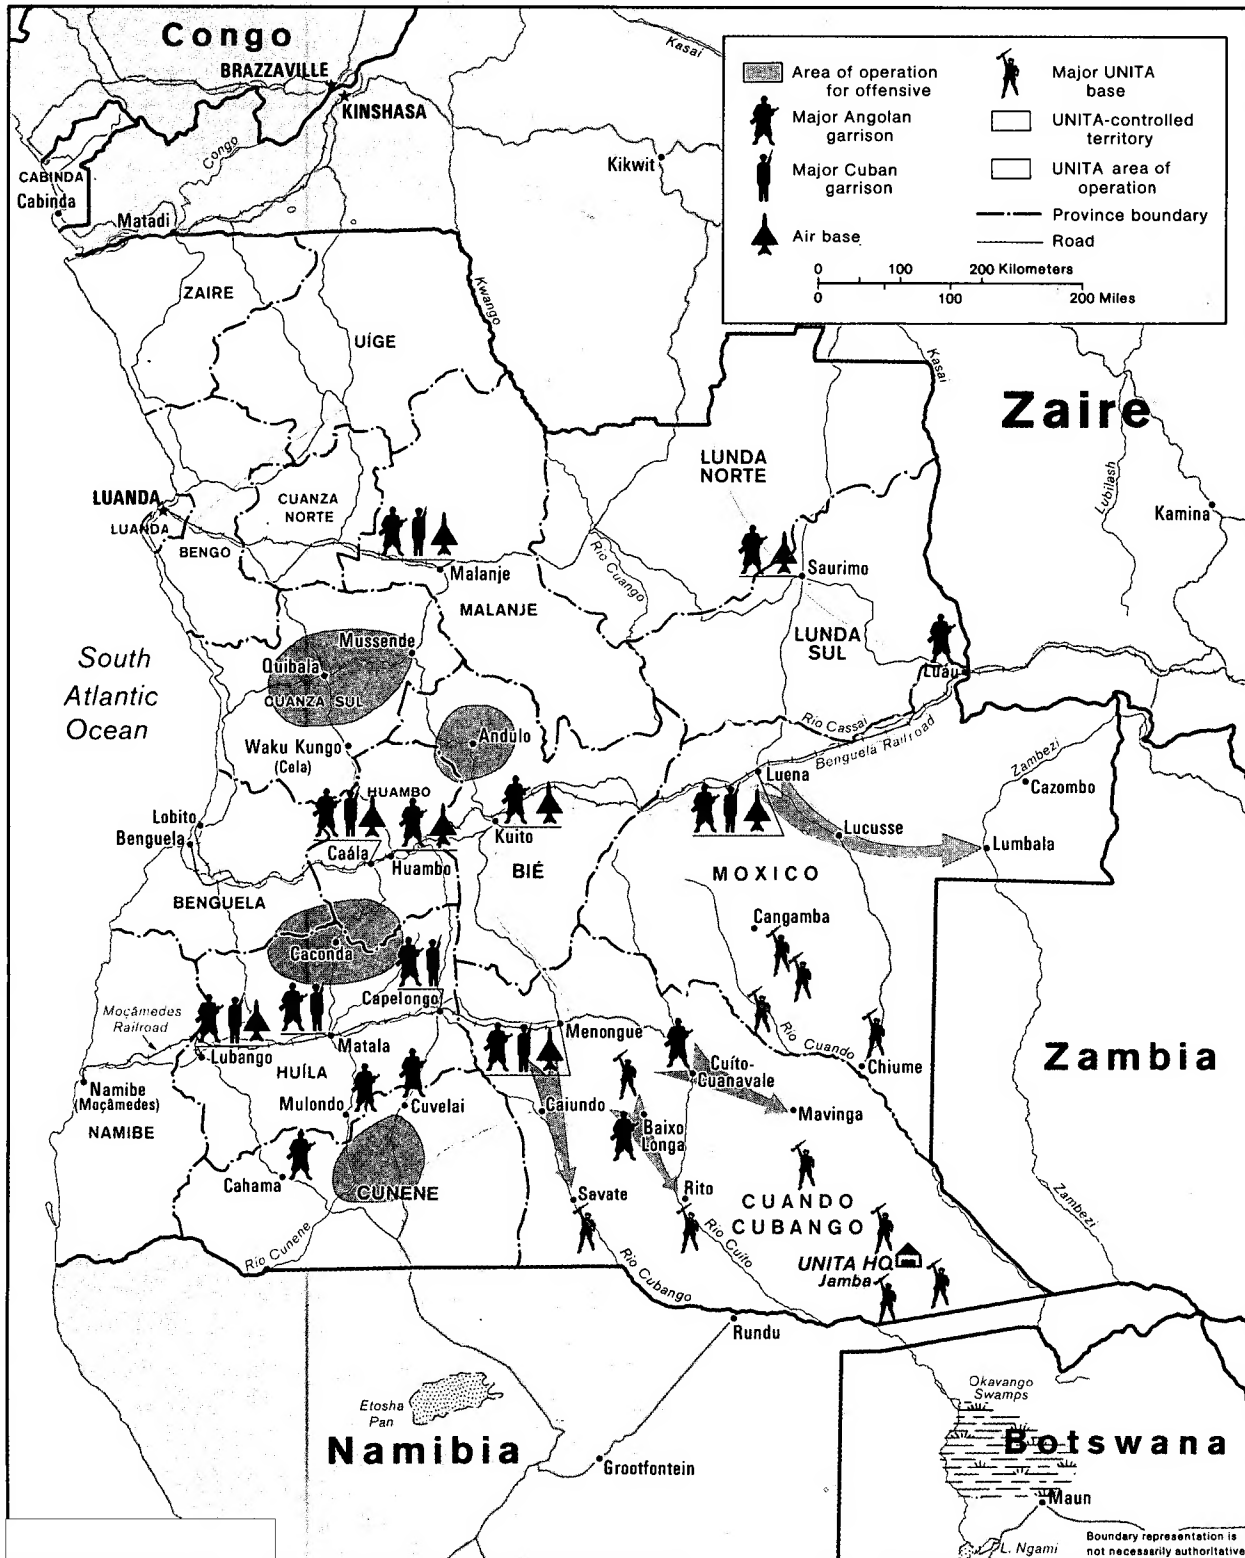 Congo
BRAZZAVILLE
KINSHASA
Kasai
Area of operation
for offensive
Major Angolan
garrison
Major Cuban
garrison
Air base
Major UNITA
base
UNITA-controlled
territory
UNITA area of
operation
Province boundary
Road
0 100 200 Kilometers
0 100 200 Miles
Congo
CABINDA
Cabinda
Matadi
Kikwit
ZAIRE
UÍGE
Kwango
Kasai
Zaire
Lubilash
Kamina
LUNDA
NORTE
LUANDA
LUANDA
BENGO
CUANZA
NORTE
Malanje
MALANJE
Rio Cuango
Saurimo
LUNDA
SUL
Luau
South
Atlantic
Ocean
Mussende
Quibala
CUANZA SUL
Andulo
Waku Kungo
(Cela)
Rio Cassai
Benguela Railroad
Luena
Zambezi
Cazombo
HUAMBO
Lobito
Benguela
Caála
Huambo
Kuito
BIÉ
Lucusse
Lumbala
MOXICO
BENGUELA
Cangamba
Caconda
Capelongo
Moçâmedes
Railroad
Lubango
Matala
Menongue
Rio Cuando
Chiume
Zambia
HUÍLA
Namibe
(Moçâmedes)
NAMIBE
Mulondo
Cuvelai
Caiundo
Cuíto-
Cuanavale
Baixo
Longa
Mavinga
Cahama
CUNENE
Savate
Rito
CUANDO
CUBANGO
Zambezi
Rio Cunene
Rio Cubango
Rio Cuito
UNITA HQ
Jamba
Rundu
Etosha
Pan
Namibia
Grootfontein
Okavango
Swamps
Botswana
Maun
L. Ngami
Boundary representation is
not necessarily authoritative